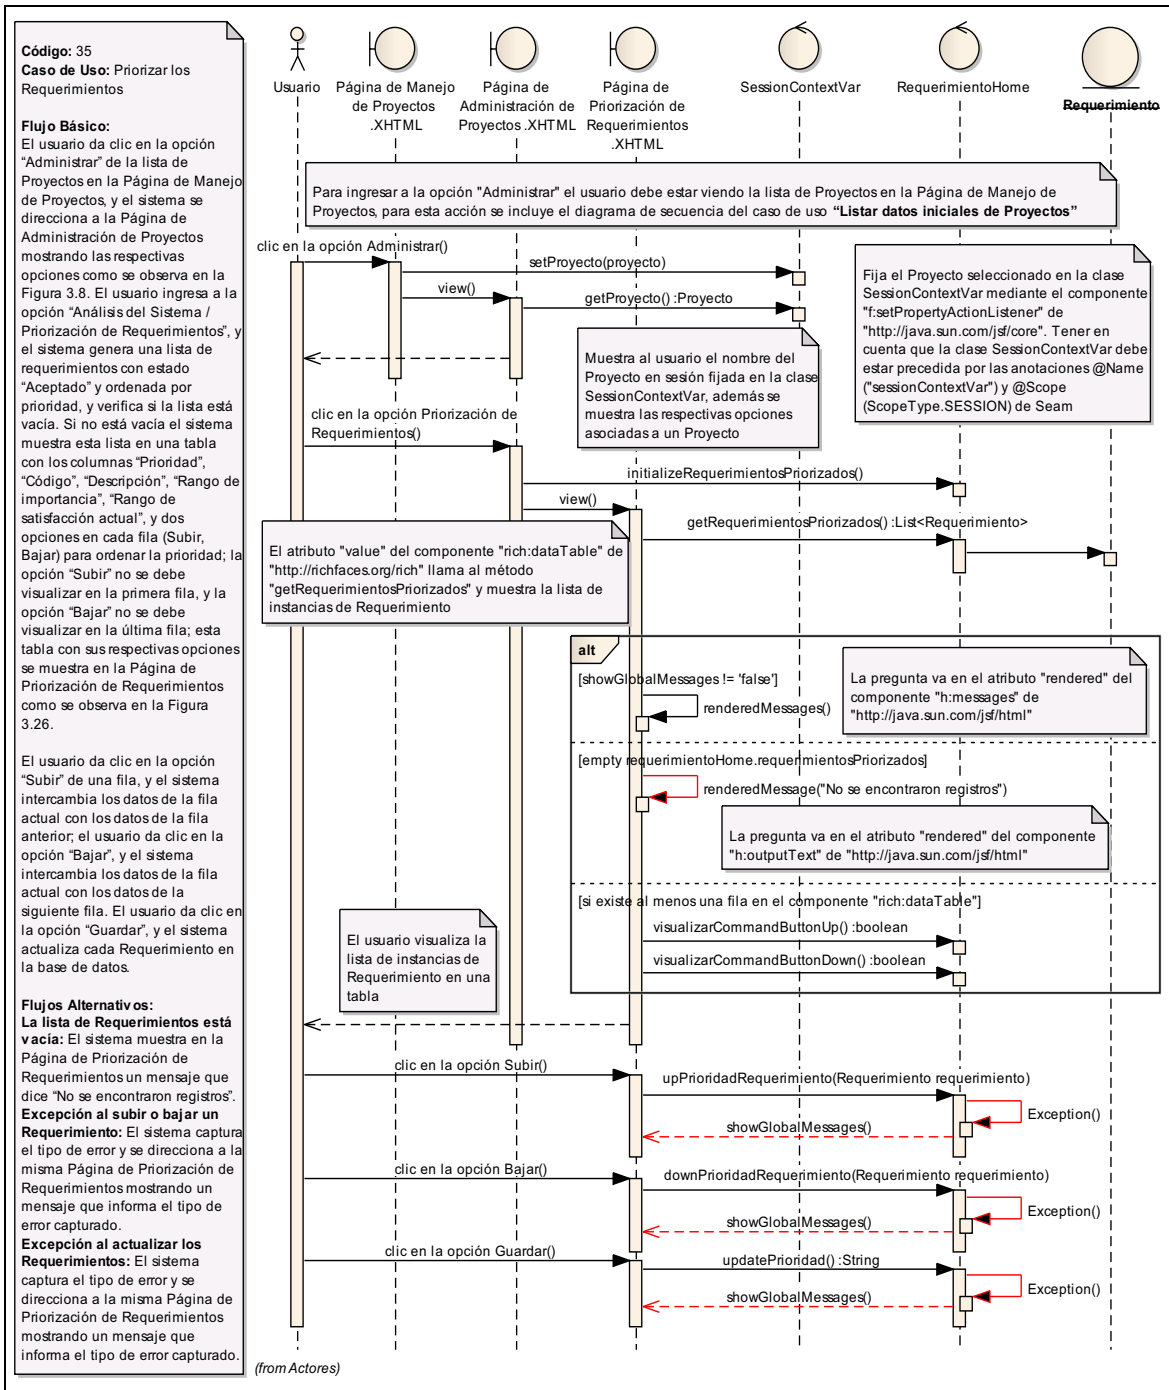 Código: 35
Caso de Uso: Priorizar los
Requerimientos
Flujo Básico:
El usuario da clic en la opción
“Administrar” de la lista de
Proyectos en la Página de Manejo
de Proyectos, y el sistema se
direcciona a la Página de
Administración de Proyectos
mostrando las respectivas
opciones como se observa en la
Figura 3.8. El usuario ingresa a la
opción “Análisis del Sistema /
Priorización de Requerimientos”, y
el sistema genera una lista de
requerimientos con estado
“Aceptado” y ordenada por
prioridad, y verifica si la lista está
vacía. Si no está vacía el sistema
muestra esta lista en una tabla
con los columnas “Prioridad”,
“Código”, “Descripción”, “Rango de
importancia”, “Rango de
satisfacción actual”, y dos
opciones en cada fila (Subir,
Bajar) para ordenar la prioridad; la
opción “Subir” no se debe
visualizar en la primera fila, y la
opción “Bajar” no se debe
visualizar en la última fila; esta
tabla con sus respectivas opciones
se muestra en la Página de
Priorización de Requerimientos
como se observa en la Figura
3.26.
El usuario da clic en la opción
“Subir” de una fila, y el sistema
intercambia los datos de la fila
actual con los datos de la fila
anterior; el usuario da clic en la
opción “Bajar”, y el sistema
intercambia los datos de la fila
actual con los datos de la
siguiente fila. El usuario da clic en
la opción “Guardar”, y el sistema
actualiza cada Requerimiento en
la base de datos.
Flujos Alternativos:
La lista de Requerimientos está
vacía: El sistema muestra en la
Página de Priorización de
Requerimientos un mensaje que
dice “No se encontraron registros”.
Excepción al subir o bajar un
Requerimiento: El sistema captura
el tipo de error y se direcciona a la
misma Página de Priorización de
Requerimientos mostrando un
mensaje que informa el tipo de
error capturado.
Excepción al actualizar los
Requerimientos: El sistema
captura el tipo de error y se
direcciona a la misma Página de
Priorización de Requerimientos
mostrando un mensaje que
informa el tipo de error capturado.
Usuario
Página de Manejo
de Proyectos
.XHTML
Página de
Administración de
Proyectos .XHTML
Página de
Priorización de
Requerimientos
.XHTML
SessionContextVar
RequerimientoHome
Requerimiento
Para ingresar a la opción "Administrar" el usuario debe estar viendo la lista de Proyectos en la Página de Manejo de
Proyectos, para esta acción se incluye el diagrama de secuencia del caso de uso “Listar datos iniciales de Proyectos”
clic en la opción Administrar()
setProyecto(proyecto)
view()
getProyecto() :Proyecto
Fija el Proyecto seleccionado en la clase
SessionContextVar mediante el componente
"f:setPropertyActionListener" de
"http://java.sun.com/jsf/core". Tener en
cuenta que la clase SessionContextVar debe
estar precedida por las anotaciones @Name
("sessionContextVar") y @Scope
(ScopeType.SESSION) de Seam
Muestra al usuario el nombre del
Proyecto en sesión fijada en la clase
SessionContextVar, además se
muestra las respectivas opciones
asociadas a un Proyecto
clic en la opción Priorización de
Requerimientos()
initializeRequerimientosPriorizados()
view()
getRequerimientosPriorizados() :List<Requerimiento>
El atributo "value" del componente "rich:dataTable" de
"http://richfaces.org/rich" llama al método
"getRequerimientosPriorizados" y muestra la lista de
instancias de Requerimiento
alt
[showGlobalMessages != 'false']
renderedMessages()
La pregunta va en el atributo "rendered" del
componente "h:messages" de
"http://java.sun.com/jsf/html"
[empty requerimientoHome.requerimientosPriorizados]
renderedMessage("No se encontraron registros")
La pregunta va en el atributo "rendered" del componente
"h:outputText" de "http://java.sun.com/jsf/html"
[si existe al menos una fila en el componente "rich:dataTable"]
visualizarCommandButtonUp() :boolean
visualizarCommandButtonDown() :boolean
El usuario visualiza la
lista de instancias de
Requerimiento en una
tabla
clic en la opción Subir()
upPrioridadRequerimiento(Requerimiento requerimiento)
Exception()
showGlobalMessages()
clic en la opción Bajar()
downPrioridadRequerimiento(Requerimiento requerimiento)
Exception()
showGlobalMessages()
clic en la opción Guardar()
updatePrioridad() :String
Exception()
showGlobalMessages()
(from Actores)